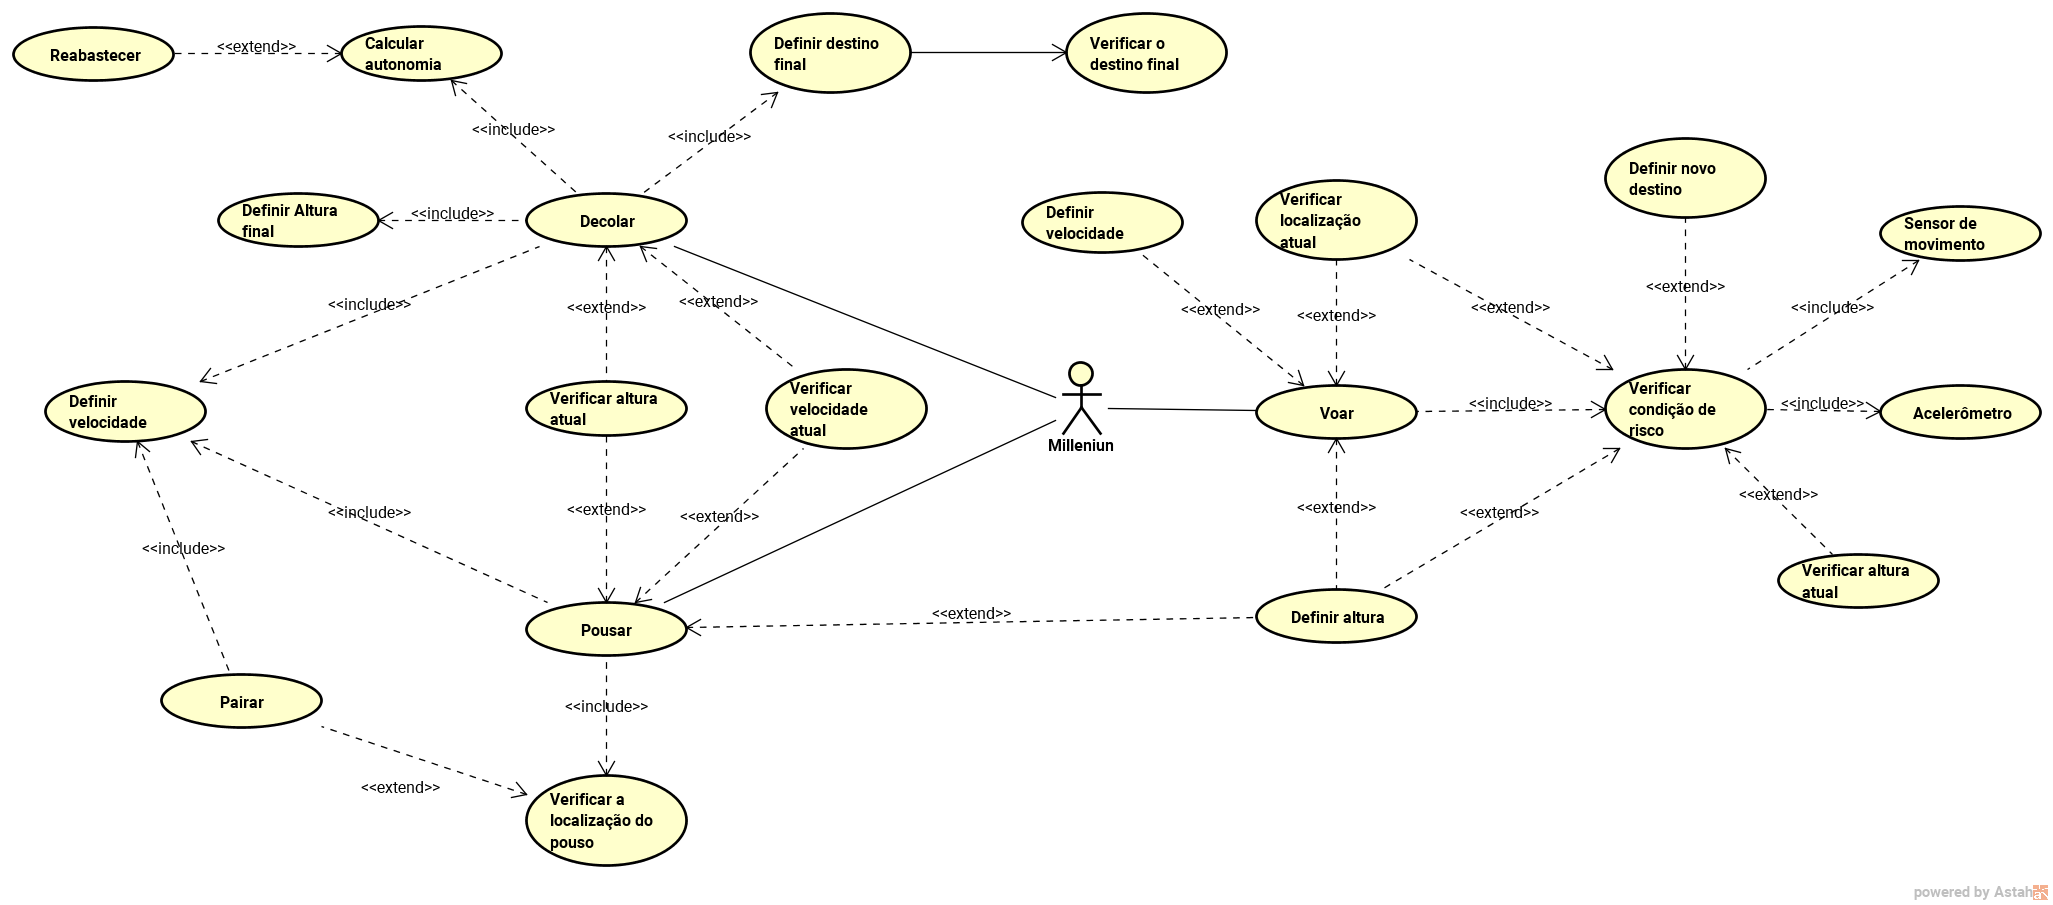 Reabastecer
<<extend>>
Calcular
autonomia
Definir destino
final
Verificar o
destino final
<<include>>
<<include>>
Definir Altura
final
<<include>>
Decolar
Definir
velocidade
Verificar
localização
atual
Definir novo
destino
Sensor de
movimento
<<include>>
<<extend>>
<<extend>>
<<extend>>
<<extend>>
<<extend>>
<<extend>>
<<include>>
Definir
velocidade
Verificar altura
atual
Verificar
velocidade
atual
Milleniun
Voar
<<include>>
Verificar
condição de
risco
<<include>>
Acelerômetro
<<include>>
<<extend>>
<<extend>>
<<extend>>
<<extend>>
<<extend>>
<<include>>
Verificar altura
atual
Pousar
<<extend>>
Definir altura
Pairar
<<include>>
<<extend>>
Verificar a
localização do
pouso
powered by Astah